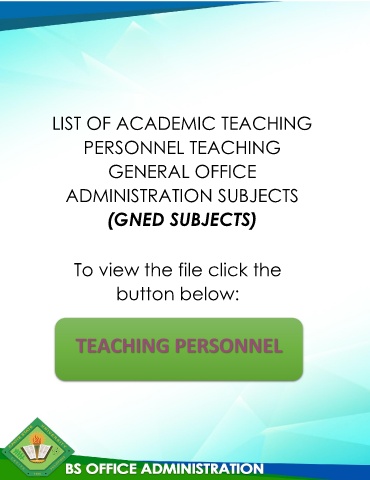 LIST OF ACADEMIC TEACHING
PERSONNEL TEACHING
GENERAL OFFICE
ADMINISTRATION SUBJECTS
(GNED SUBJECTS)
To view the file click the
button below:
TEACHING PERSONNEL
BS OFFICE ADMINISTRATION